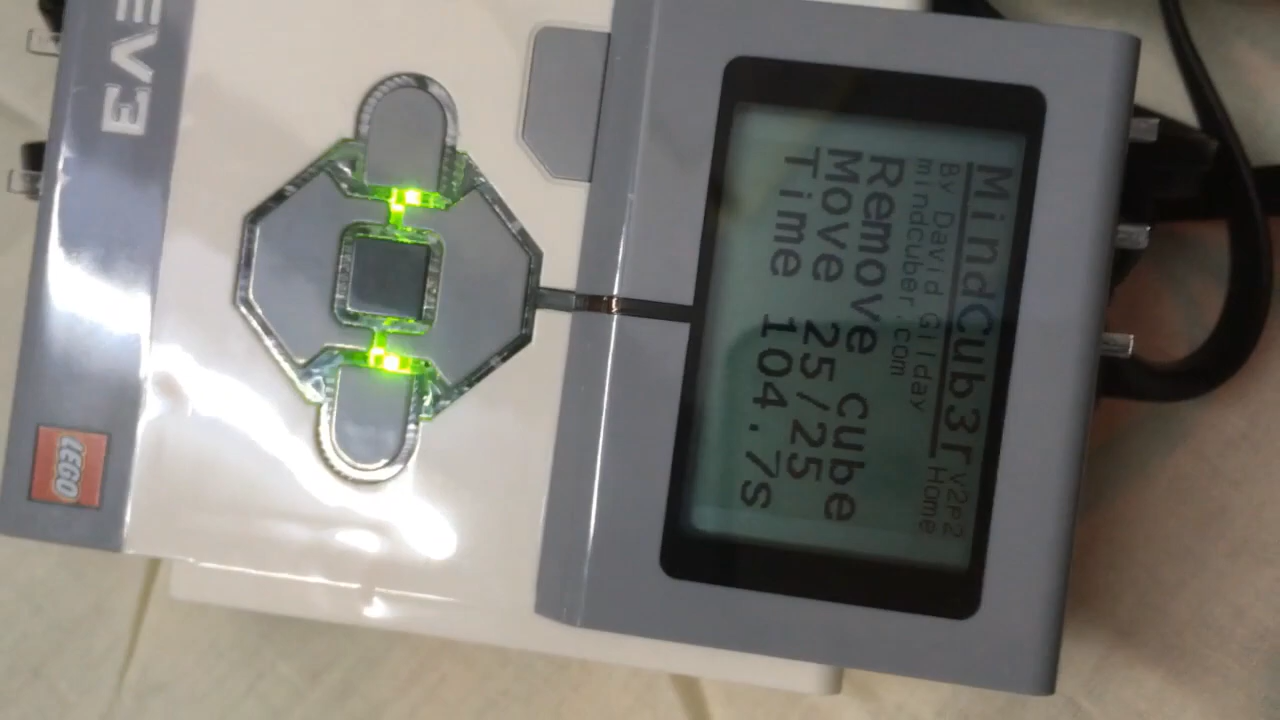 MindCub3r v2p2
By David Gilday Home
mindcuber.com
Remove cube
Move 25/25
Time 104.7s
EV3
LEGO